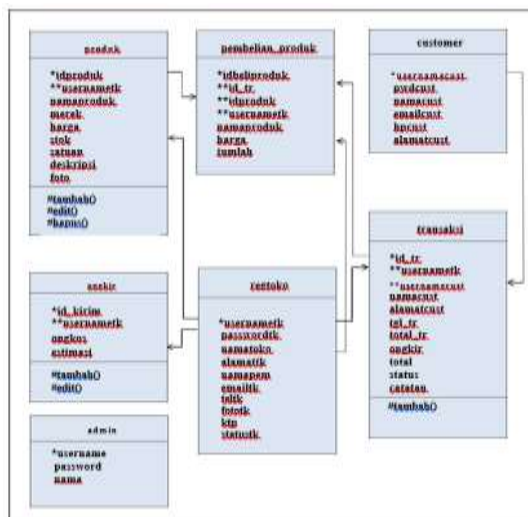 produk
*idproduk
**usernametk
namaproduk
merek
harga
stok
satuan
deskripsi
foto
#tambah()
#edit()
#hapus()
pembelian_produk
*idbeliproduk
**id_tr
**idproduk
**usernametk
namaproduk
harga
jumlah
customer
*usernamecust
pwdcust
namacust
emailcust
hpcust
alamatcust
transaksi
*id_tr
**usernametk
**usernamecust
namacust
alamatcust
tgl_tr
total_tr
ongkir
total
status
catatan
#tambah()
ongkir
*id_kirim
**usernametk
ongkos
estimasi
#tambah()
#edit()
regtoko
*usernametk
passwordtk
namatoko
alamattk
namapem
emailtk
fototk
ktp
statustk
admin
*username
password
nama